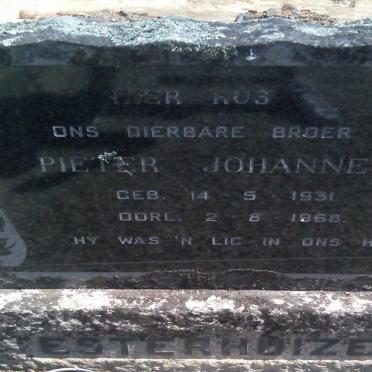 HIER RUS
ONS DIERBARE BROER
PIETER JOHANNE
GEB. 14 5 1931
OORL. 2 8 1968.
HY WAS 'N LIG IN ONS H
ESTERHUIZE